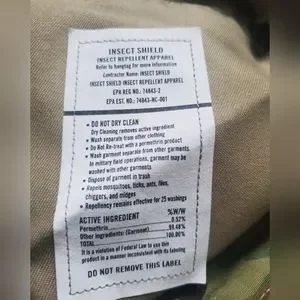 INSECT SHIELD
INSECT REPELLENT APPAREL
Refer to hangtag for more information
Contractor Name: INSECT SHIELD
INSECT SHIELD INSECT REPELLENT APPAREL
EPA REG NO.: 74843-2
EPA EST. NO.: 74843-NC-001
• DO NOT DRY CLEAN
Dry Cleaning removes active ingredient
• Wash separate from other clothing
• Do Not Re-treat with a permethrin product
• Wash garment separate from other garments.
In military field operations, garment may be
washed with other garments.
• Dispose of garment in trash
• Repels mosquitoes, ticks, ants, flies,
chiggers, and midges
• Repellency remains effective for 25 washings
%W/W
ACTIVE INGREDIENT
Permethrin 0.52%
Other ingredients: (Garment) 99.48%
TOTAL 100.00%
It is a violation of Federal Law to use this
product in a manner inconsistent with its labeling
DO NOT REMOVE THIS LABEL